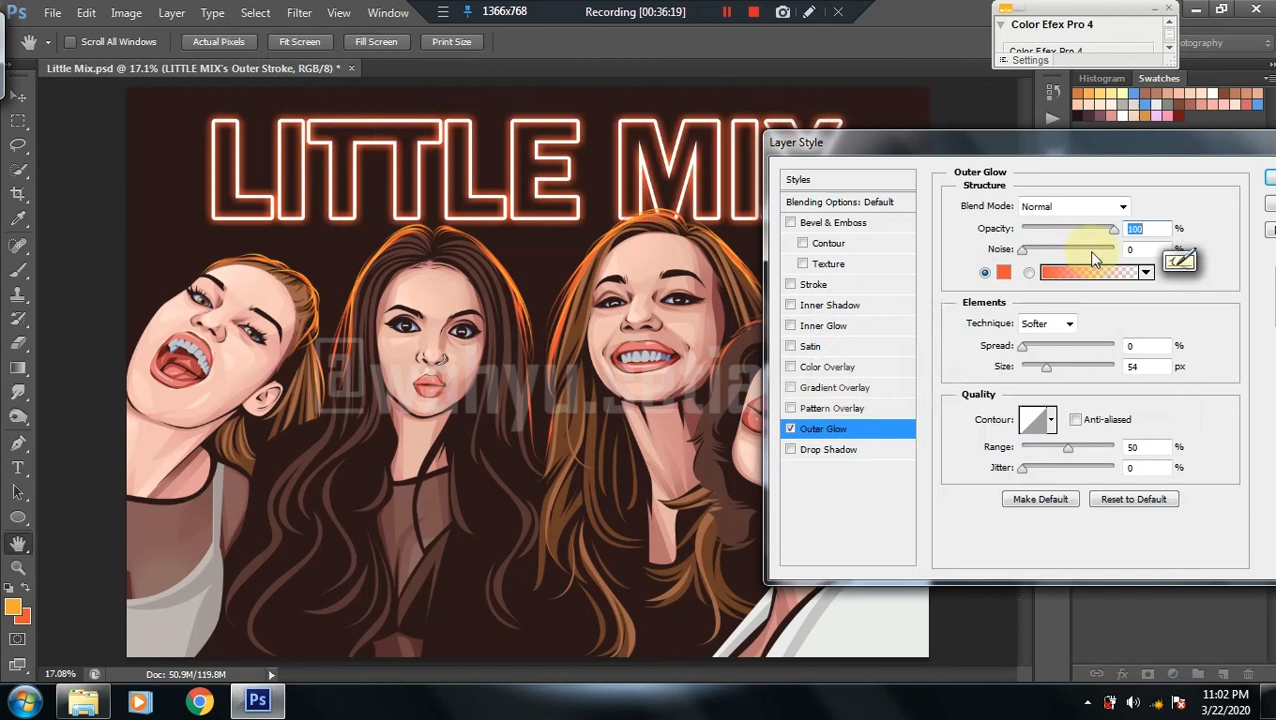 Ps File Edit Image Layer Type Select Filter View Window
1366x768 Recording [00:36:19]
Color Efex Pro 4
Color Efex Pro 4
Settings
Scroll All Windows Actual Pixels Fit Screen Fill Screen Print Size
Little Mix.psd @ 17.1% (LITTLE MIX's Outer Stroke, RGB/8) *
Histogram Swatches
LITTLE
Layer Style
Styles
Blending Options: Default
Bevel & Emboss
Contour
Texture
Stroke
Inner Shadow
Inner Glow
Satin
Color Overlay
Gradient Overlay
Pattern Overlay
Outer Glow
Drop Shadow
Outer Glow
Structure
Blend Mode: Normal
Opacity: 100 %
Noise: 0 %
Elements
Technique: Softer
Spread: 0 %
Size: 54 px
Quality
Contour: Anti-aliased
Range: 50 %
Jitter: 0 %
Make Default Reset to Default
17.08% Doc: 50.9M/119.8M
Ps
11:02 PM
3/22/2020